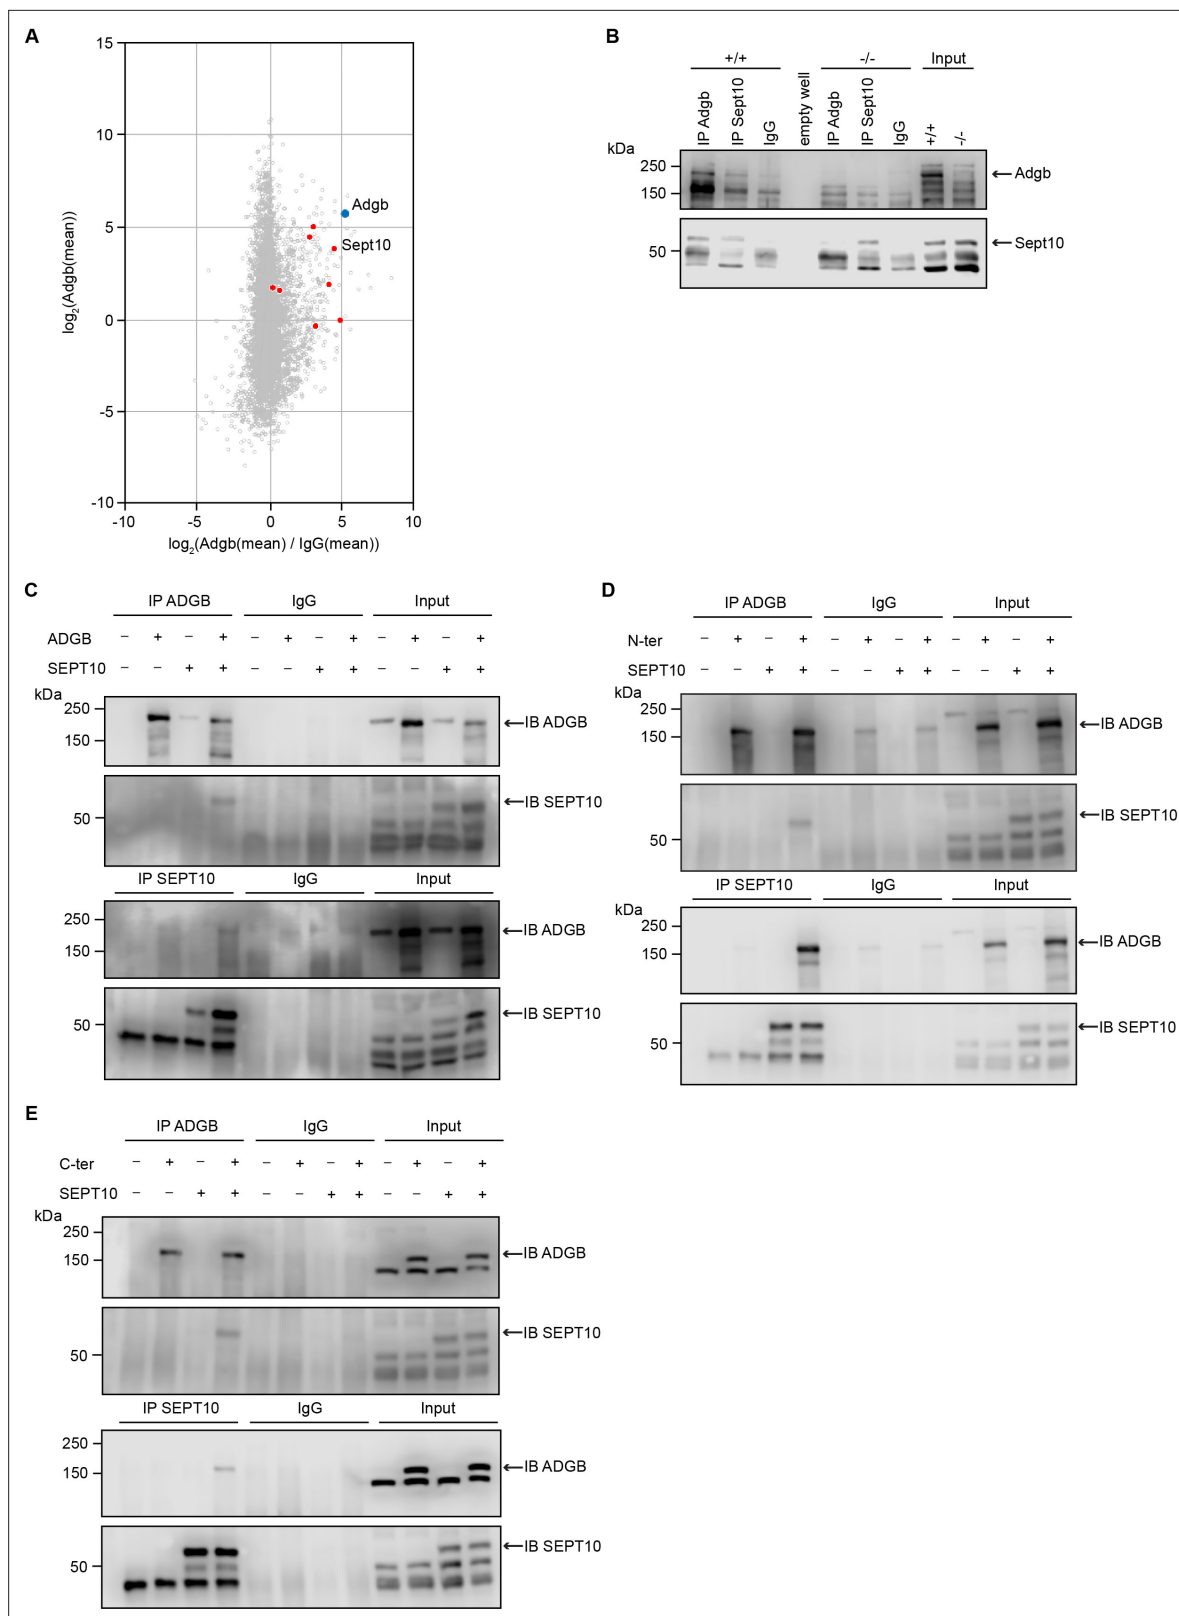 A
15
10
5
0
-5
-10
-10
-5
0
5
10
Adgb
Sept10
log2(Adgb(mean))
log2(Adgb(mean) / IgG(mean))
B
+/+
-/-
Input
IP Adgb
IP Sept10
IgG
empty well
IP Adgb
IP Sept10
IgG
+/+
-/-
kDa
250
150
←Adgb
50
←Sept10
C
IP ADGB IgG Input
ADGB – + – + – + – + – + – +
SEPT10 – – + + – – + + – – + +
kDa
250
150
←IB ADGB
50
←IB SEPT10
IP SEPT10 IgG Input
250
150
←IB ADGB
50
←IB SEPT10
D
IP ADGB IgG Input
N-ter – + – + – + – + – + – +
SEPT10 – – + + – – + + – – + +
kDa
250
150
←IB ADGB
50
←IB SEPT10
IP SEPT10 IgG Input
kDa
250
150
←IB ADGB
50
←IB SEPT10
E
IP ADGB IgG Input
C-ter – + – + – + – + – + – +
SEPT10 – – + + – – + + – – + +
kDa
250
150
←IB ADGB
50
←IB SEPT10
IP SEPT10 IgG Input
250
150
←IB ADGB
50
←IB SEPT10